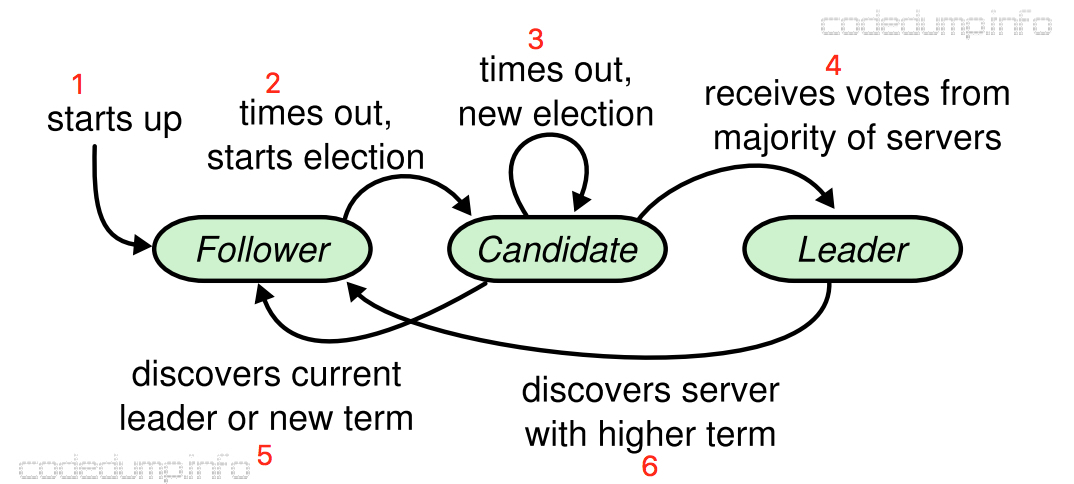 codedump.info
1
starts up
2
times out,
starts election
3
times out,
new election
4
receives votes from
majority of servers
Follower
Candidate
Leader
discovers current
leader or new term
5
discovers server
with higher term
6
codedump.info